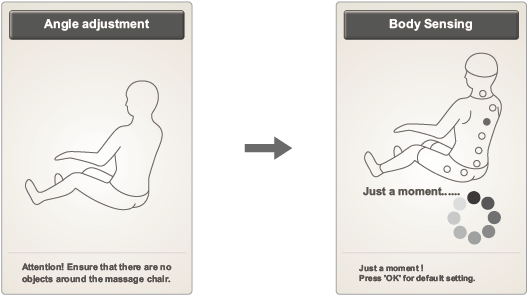 Angle adjustment
Attention! Ensure that there are no
objects around the massage chair.
Body Sensing
Just a moment......
Just a moment !
Press 'OK' for default setting.